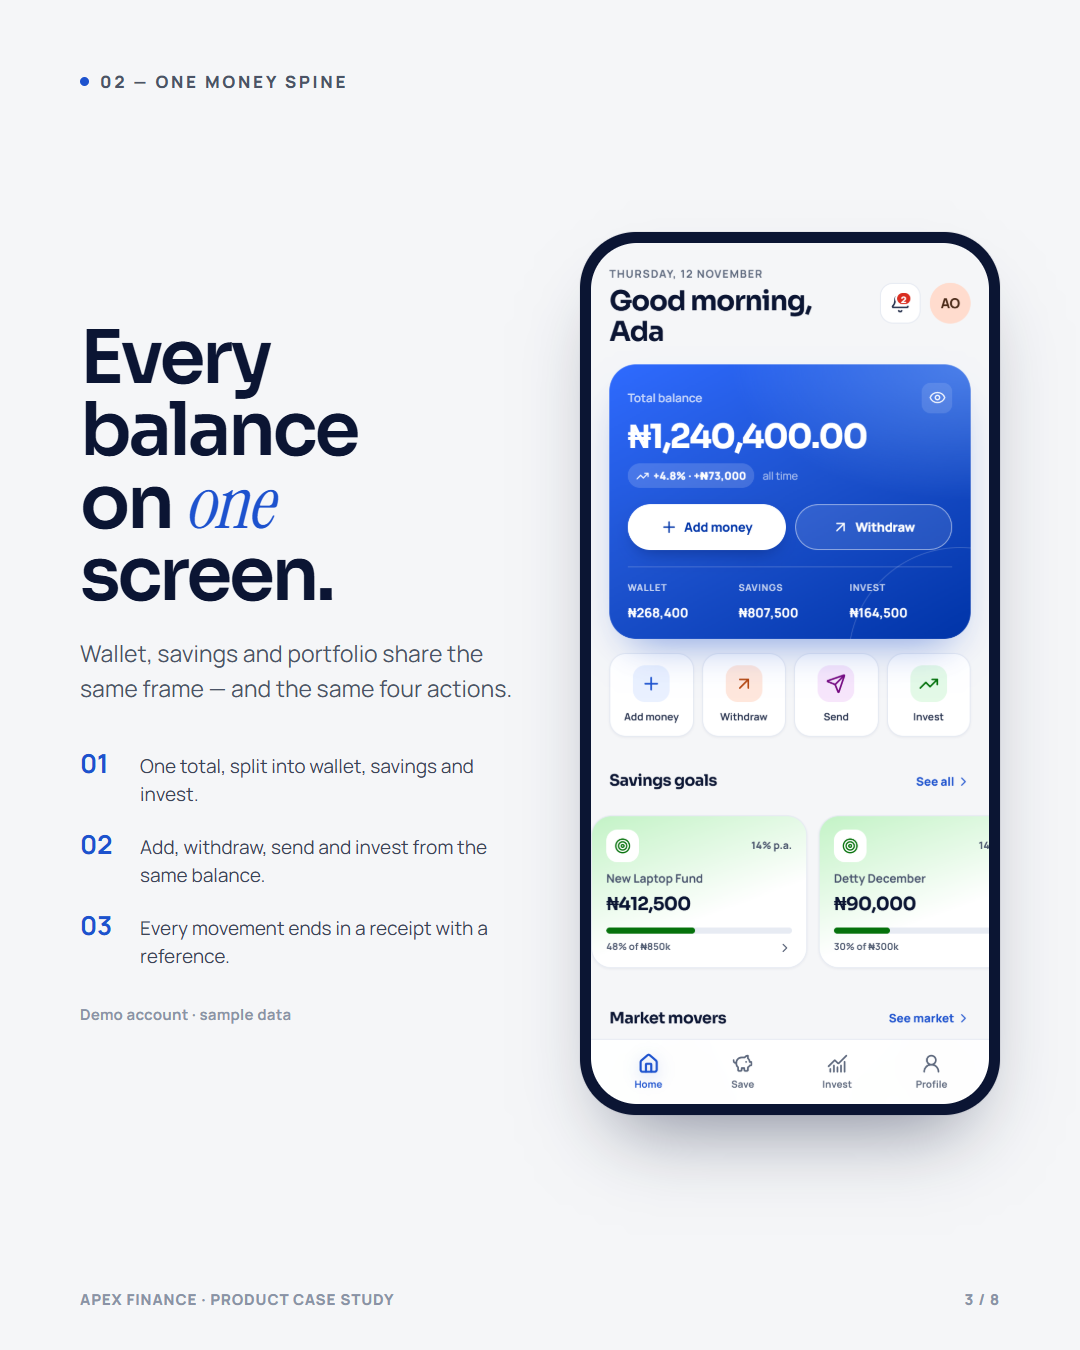 02 — ONE MONEY SPINE
Every
balance
on one
screen.
Wallet, savings and portfolio share the
same frame — and the same four actions.
01 One total, split into wallet, savings and
invest.
02 Add, withdraw, send and invest from the
same balance.
03 Every movement ends in a receipt with a
reference.
Demo account · sample data
THURSDAY, 12 NOVEMBER
Good morning,
Ada
2
AO
Total balance
₦1,240,400.00
+4.8% · +₦73,000 all time
Add money Withdraw
WALLET SAVINGS INVEST
₦268,400 ₦807,500 ₦164,500
Add money Withdraw Send Invest
Savings goals See all
14% p.a. 14
New Laptop Fund Detty December
₦412,500 ₦90,000
48% of ₦850k 30% of ₦300k
Market movers See market
Home Save Invest Profile
APEX FINANCE · PRODUCT CASE STUDY 3 / 8